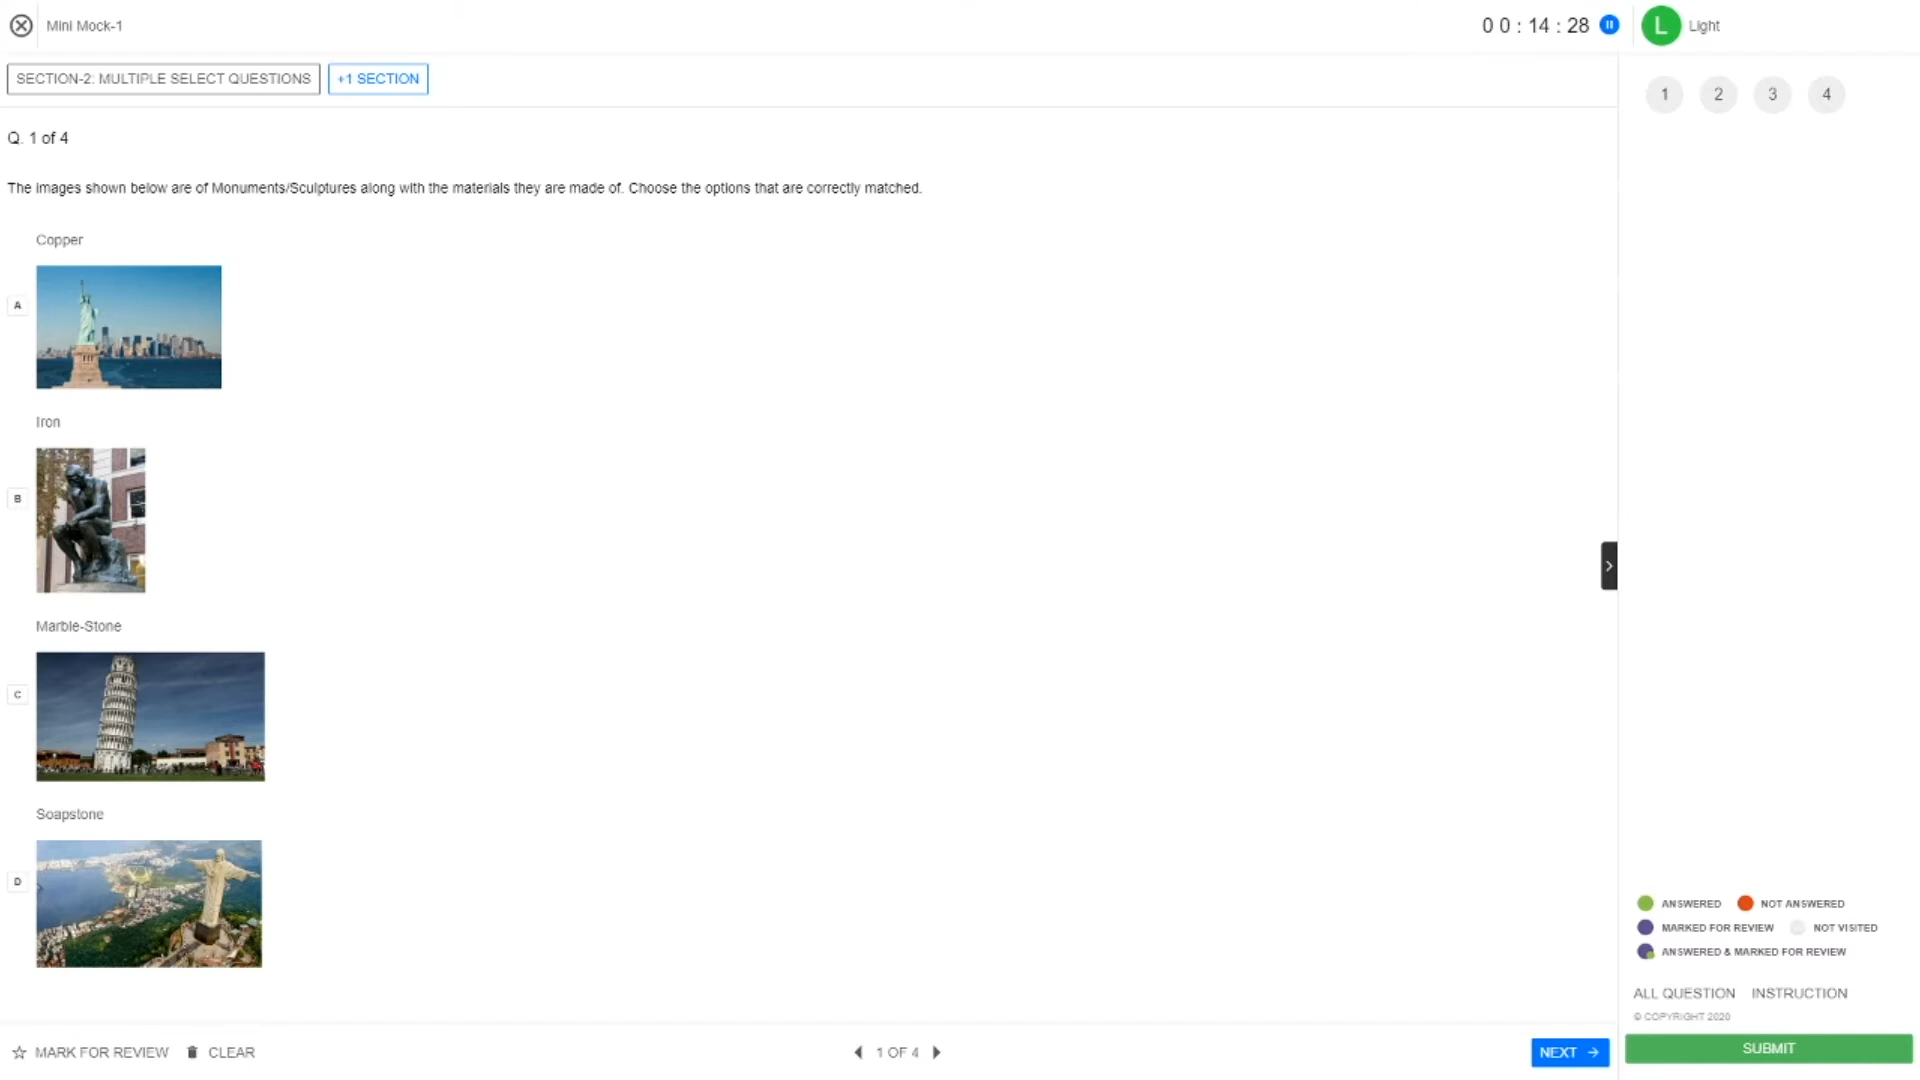 Mini Mock-1
00:14:28
L
Light
SECTION-2: MULTIPLE SELECT QUESTIONS
+1 SECTION
1
2
3
4
Q. 1 of 4
The images shown below are of Monuments/Sculptures along with the materials they are made of. Choose the options that are correctly matched.
Copper
A
Iron
B
Marble-Stone
C
Soapstone
D
ANSWERED
NOT ANSWERED
MARKED FOR REVIEW
NOT VISITED
ANSWERED & MARKED FOR REVIEW
ALL QUESTION
INSTRUCTION
© COPYRIGHT 2020
MARK FOR REVIEW
CLEAR
1 OF 4
NEXT
SUBMIT